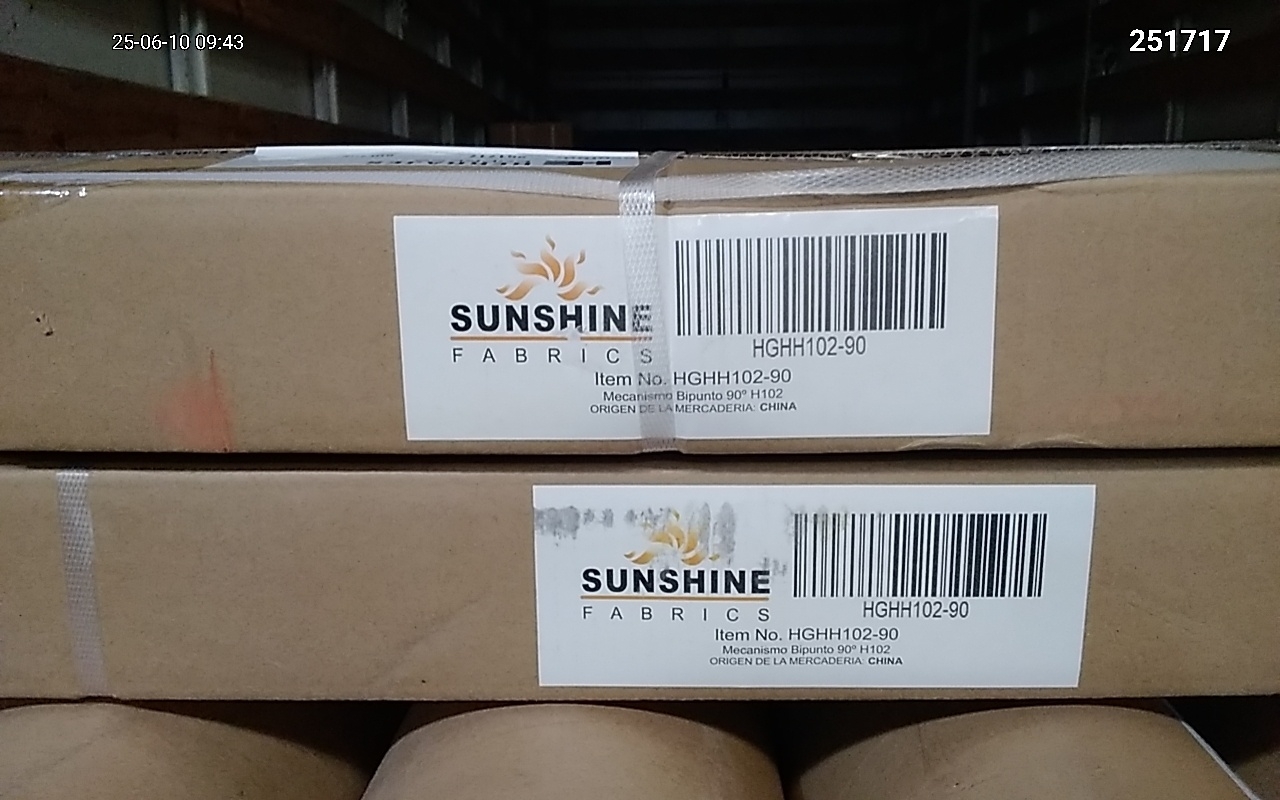 25-06-10 09:43
251717
SUNSHINE
FABRICS
HGHH102-90
Item No. HGHH102-90
Mecanismo Bipunto 90º H102
ORIGEN DE LA MERCADERIA: CHINA
SUNSHINE
FABRICS
HGHH102-90
Item No. HGHH102-90
Mecanismo Bipunto 90º H102
ORIGEN DE LA MERCADERIA: CHINA